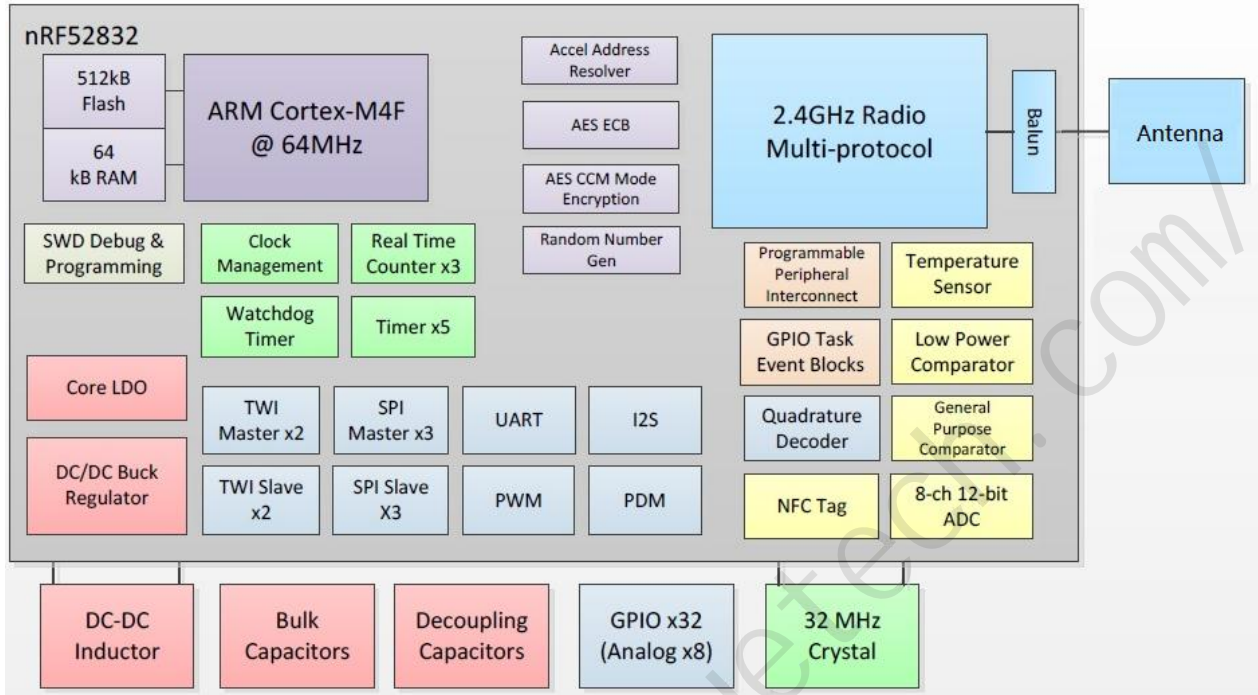 nRF52832
512kB
Flash
64
kB RAM
ARM Cortex-M4F
@ 64MHz
Accel Address
Resolver
AES ECB
AES CCM Mode
Encryption
Random Number
Gen
2.4GHz Radio
Multi-protocol
Balun
Antenna
SWD Debug &
Programming
Clock
Management
Real Time
Counter x3
Watchdog
Timer
Timer x5
Programmable
Peripheral
Interconnect
Temperature
Sensor
GPIO Task
Event Blocks
Low Power
Comparator
Core LDO
DC/DC Buck
Regulator
TWI
Master x2
SPI
Master x3
UART
I2S
TWI Slave
x2
SPI Slave
X3
PWM
PDM
Quadrature
Decoder
General
Purpose
Comparator
NFC Tag
8-ch 12-bit
ADC
DC-DC
Inductor
Bulk
Capacitors
Decoupling
Capacitors
GPIO x32
(Analog x8)
32 MHz
Crystal